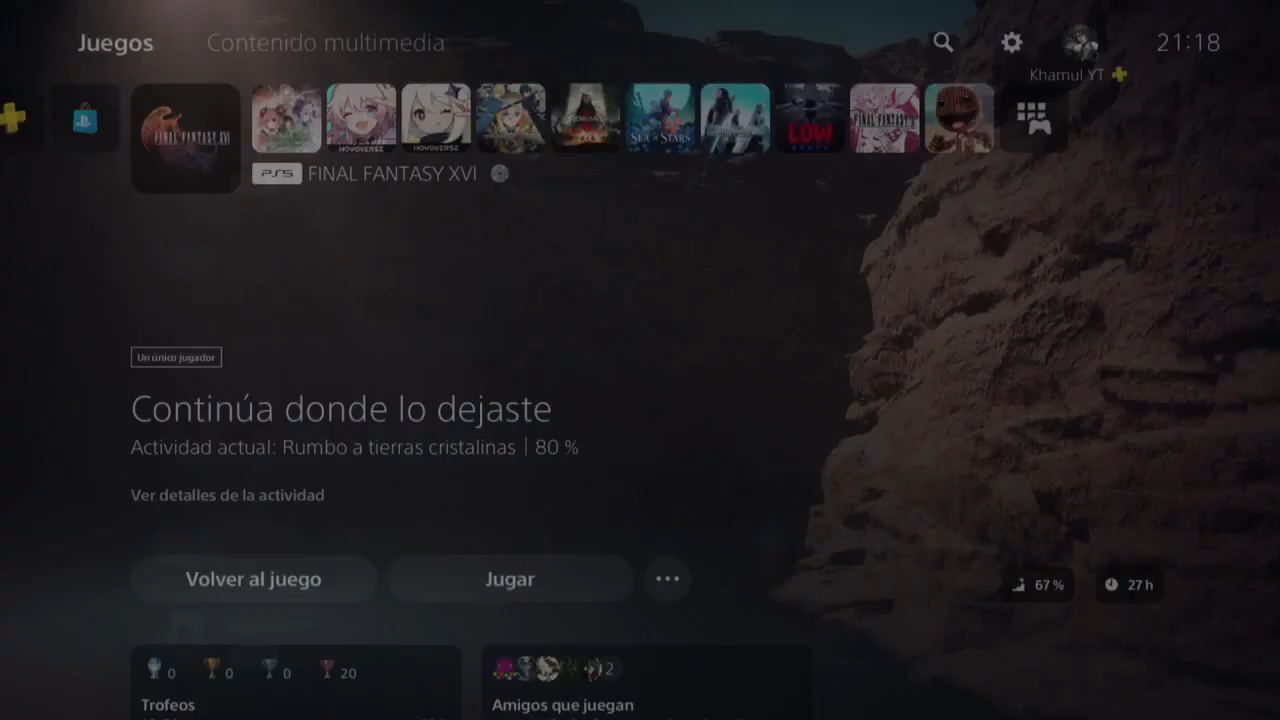 Juegos
Contenido multimedia
21:18
Khamul YT
FINAL FANTASY XVI
HOYOVERSE
HOYOVERSE
SEA OF STARS
LOW
FINAL FANTASY
PS5
FINAL FANTASY XVI
Un único jugador
Continúa donde lo dejaste
Actividad actual: Rumbo a tierras cristalinas | 80 %
Ver detalles de la actividad
Volver al juego
Jugar
67 %
27 h
0
0
0
20
2
Trofeos
Amigos que juegan